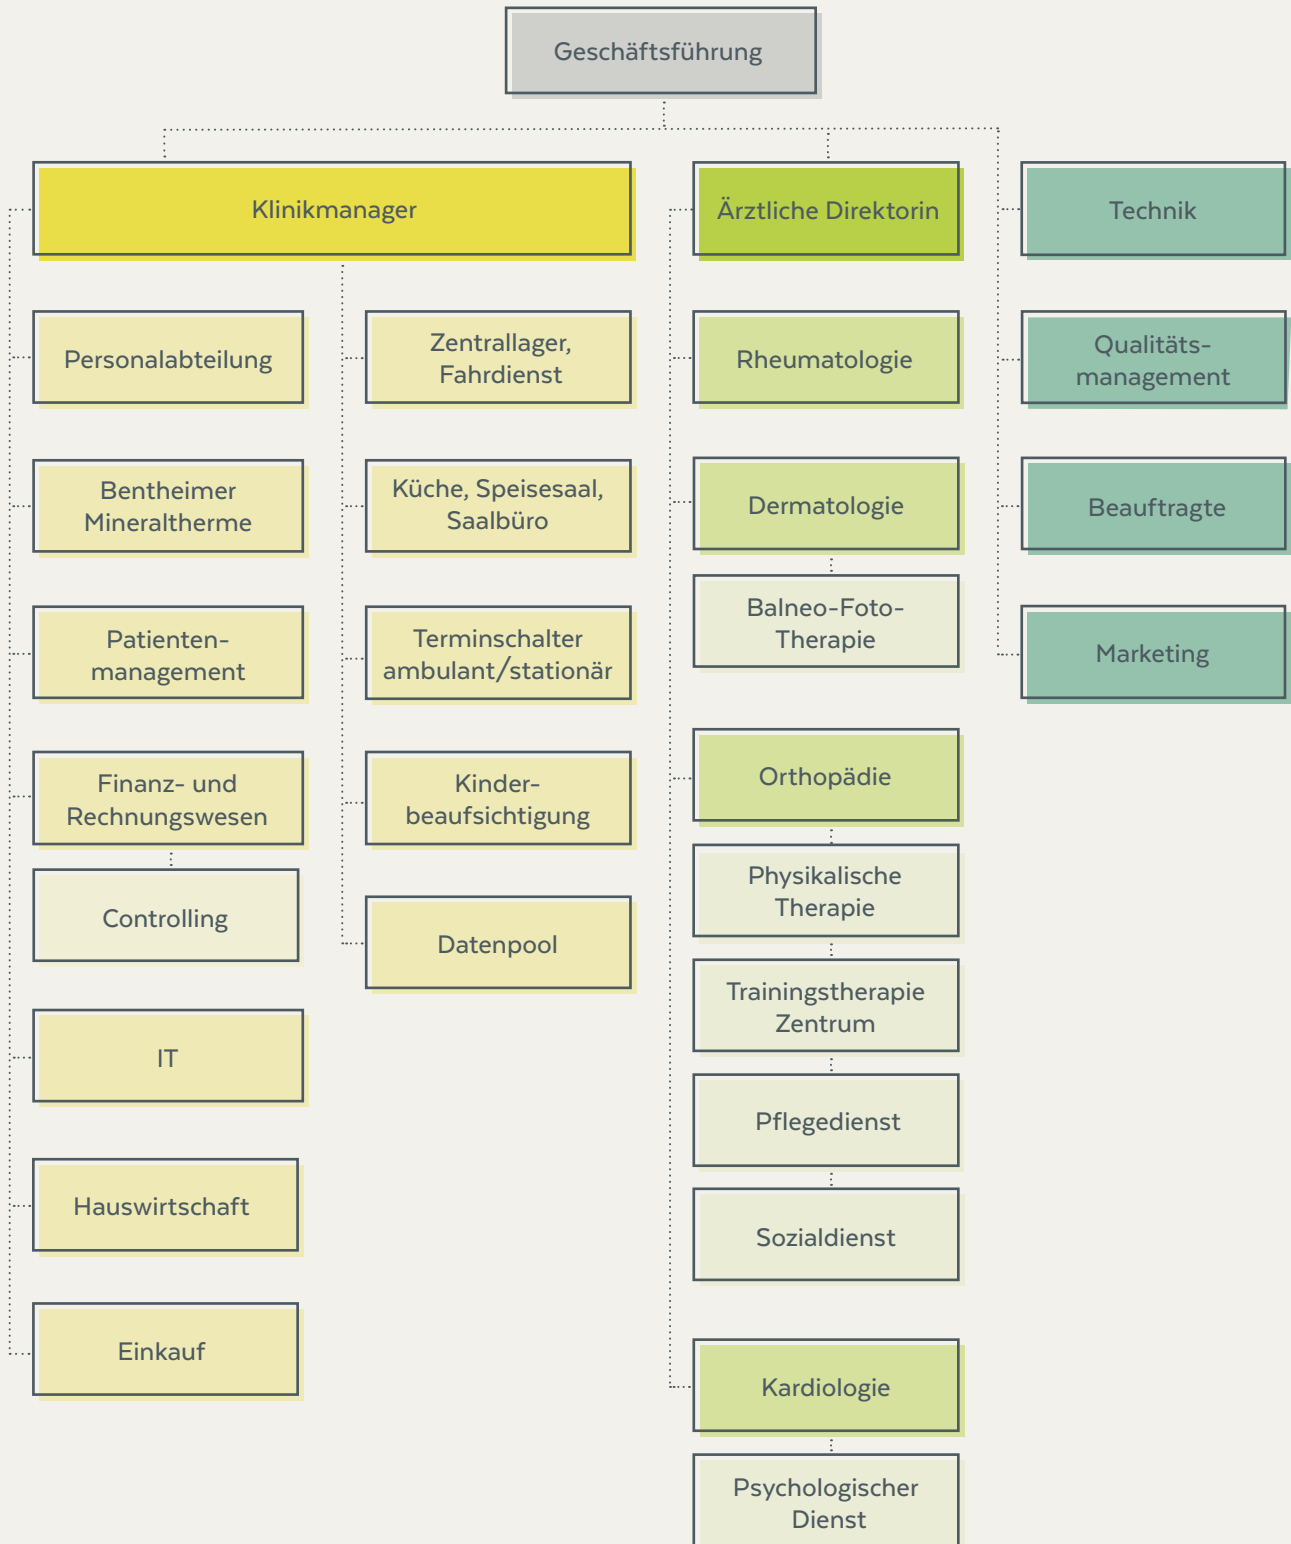 Geschäftsführung
Klinikmanager
Personalabteilung
Bentheimer
Mineraltherme
Patienten-
management
Finanz- und
Rechnungswesen
Controlling
IT
Hauswirtschaft
Einkauf
Zentrallager,
Fahrdienst
Küche, Speisesaal,
Saalbüro
Terminschalter
ambulant/stationär
Kinder-
beaufsichtigung
Datenpool
Ärztliche Direktorin
Rheumatologie
Dermatologie
Balneo-Foto-
Therapie
Orthopädie
Physikalische
Therapie
Trainingstherapie
Zentrum
Pflegedienst
Sozialdienst
Kardiologie
Psychologischer
Dienst
Technik
Qualitäts-
management
Beauftragte
Marketing